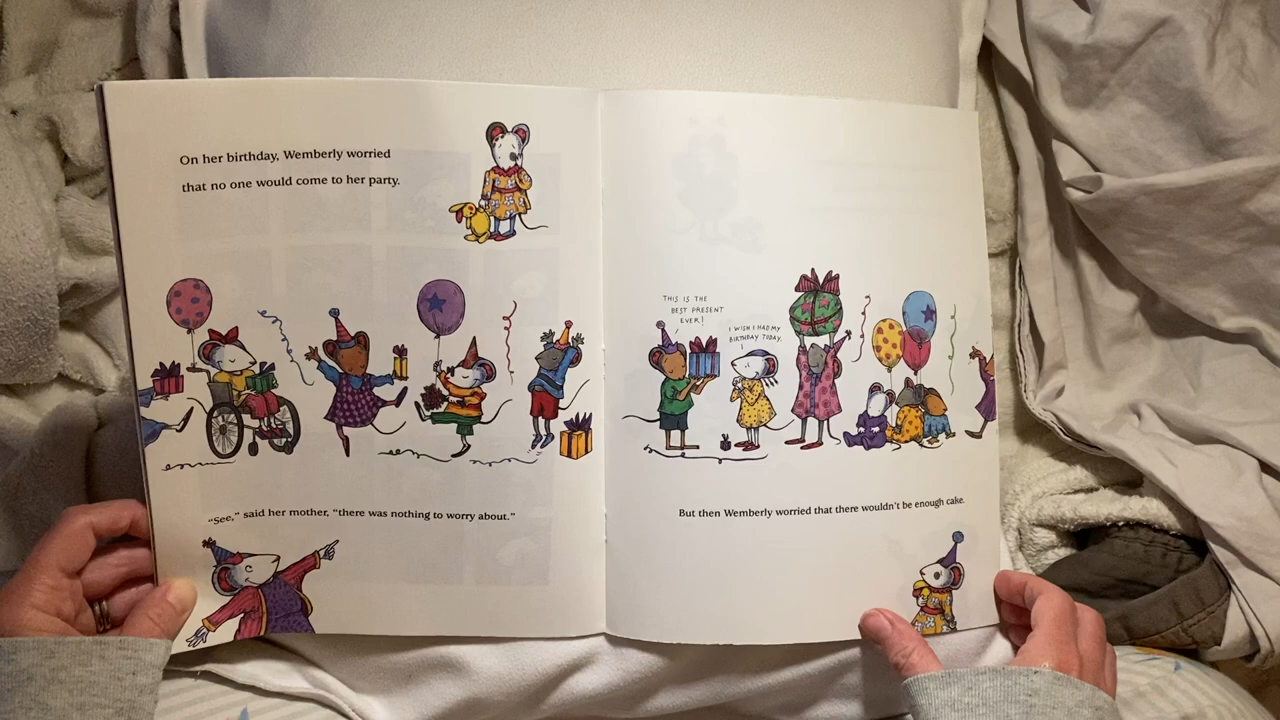 On her birthday, Wemberly worried
that no one would come to her party.
"See," said her mother, "there was nothing to worry about."
THIS IS THE
BEST PRESENT
EVER!
I WISH I HAD MY
BIRTHDAY TODAY.
But then Wemberly worried that there wouldn't be enough cake.